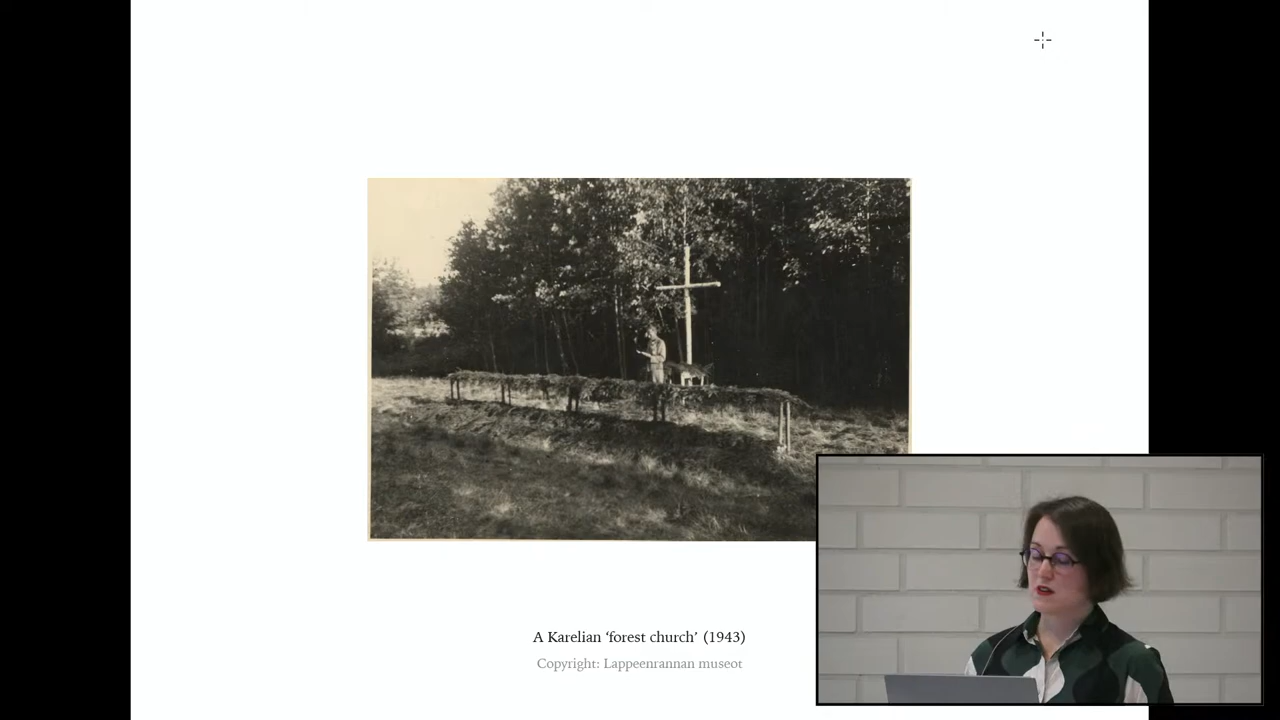 A Karelian ‘forest church’ (1943)
Copyright: Lappeenrannan museot